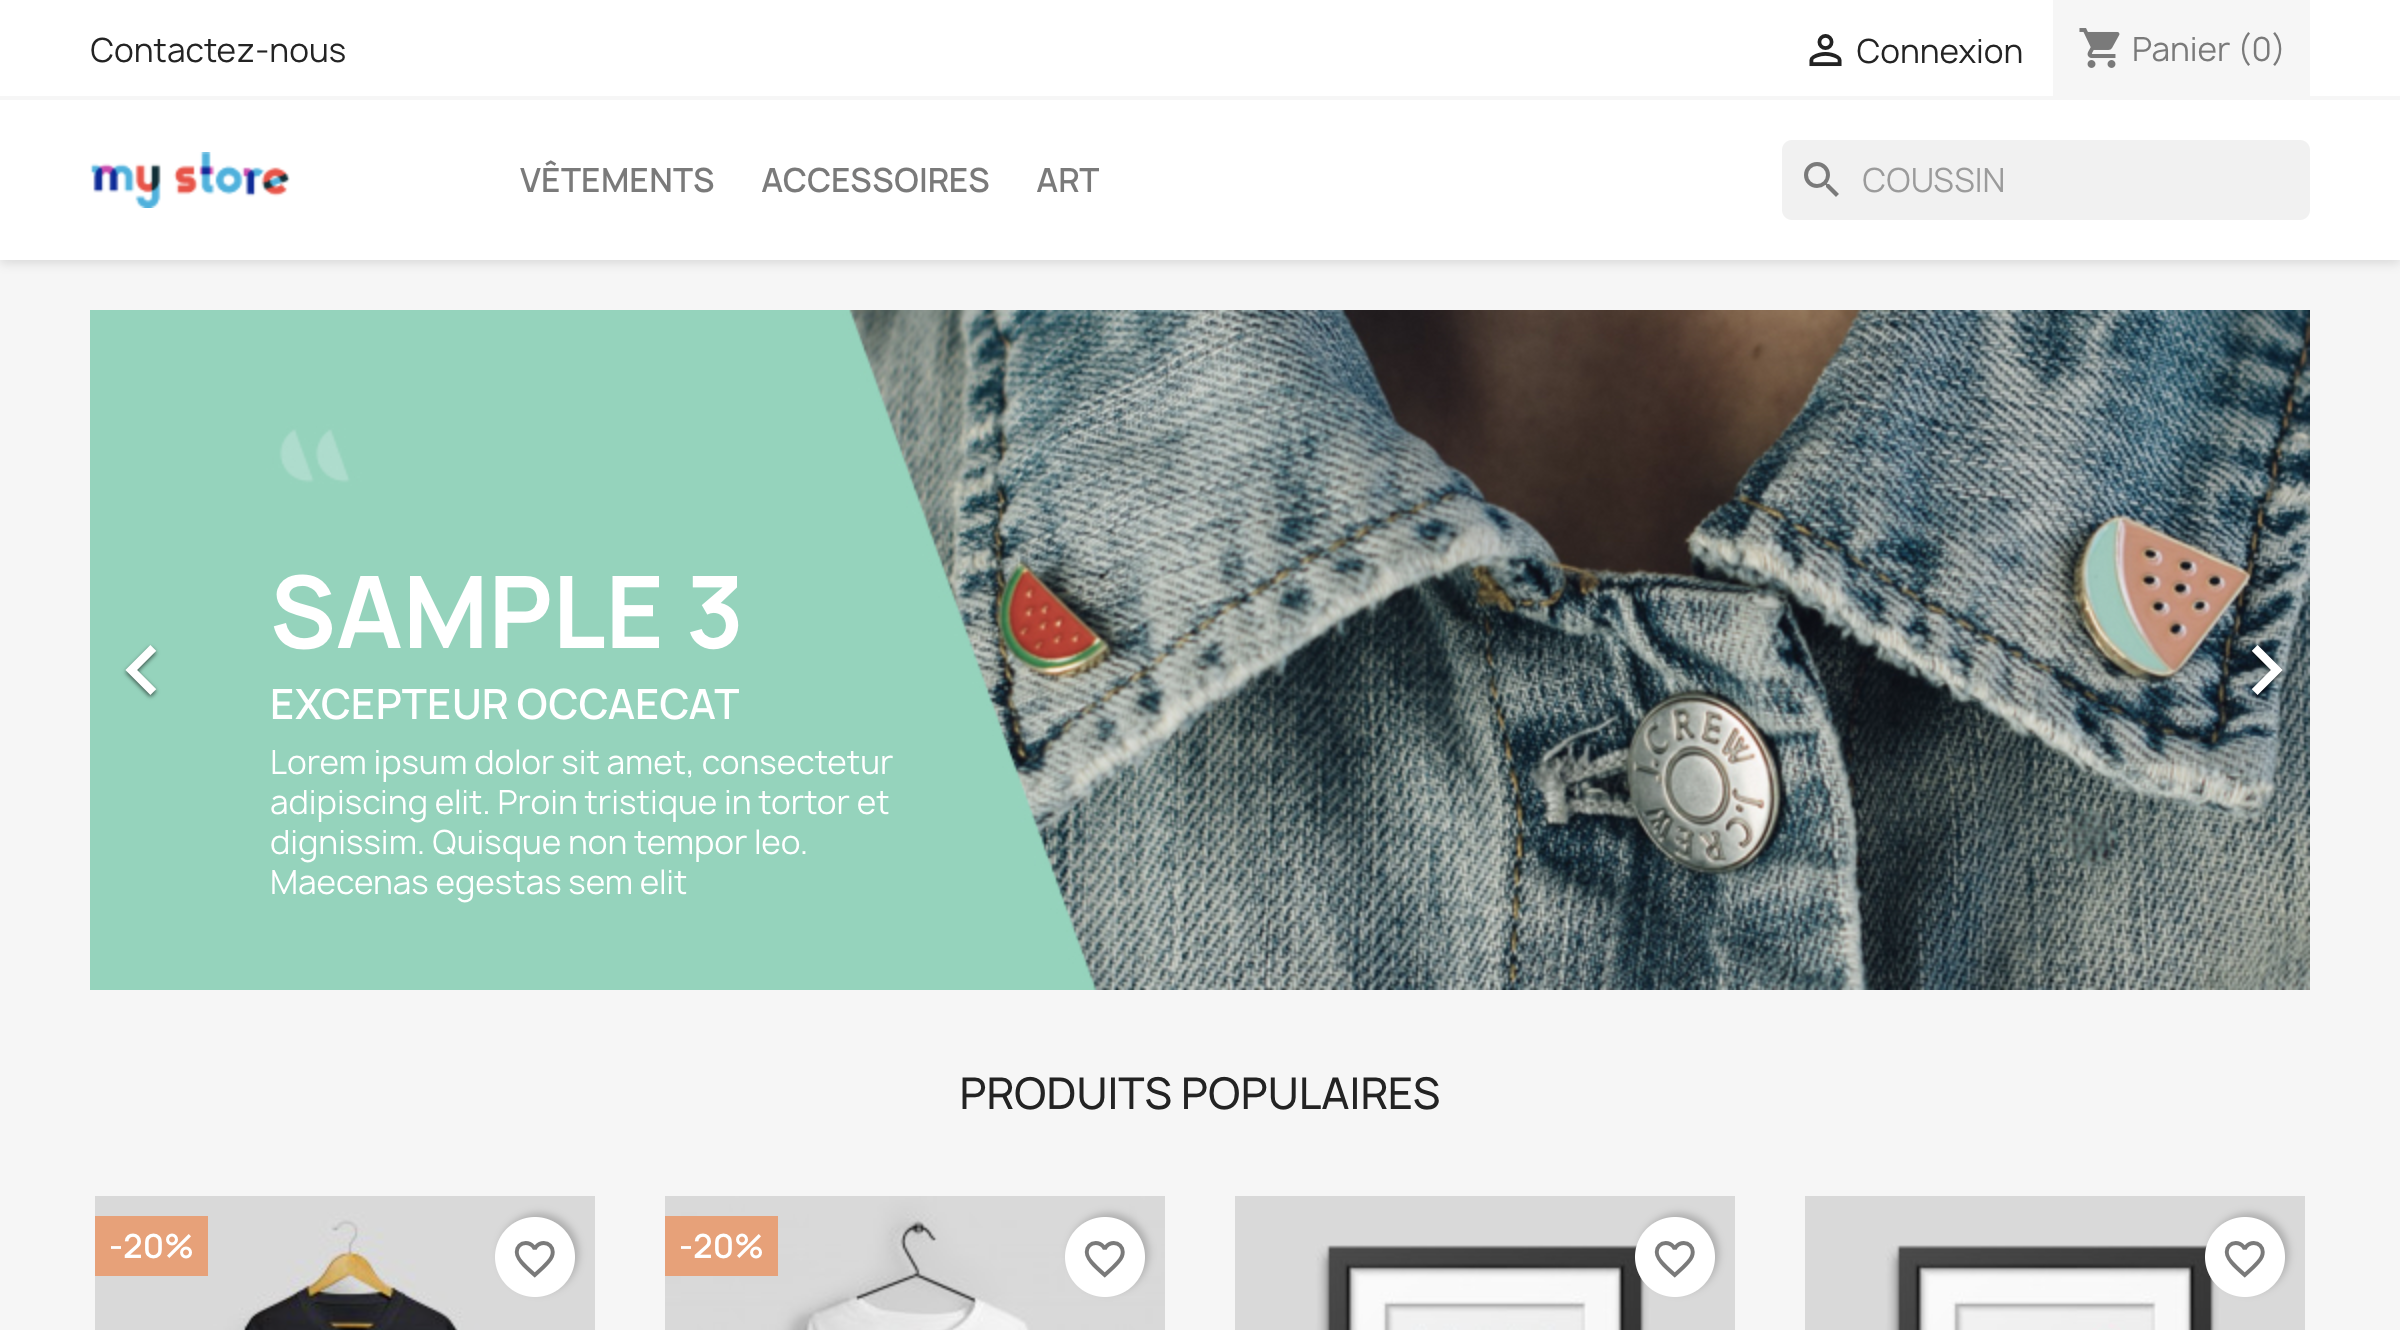 Contactez-nous
Connexion
Panier (0)
my store
VÊTEMENTS
ACCESSOIRES
ART
COUSSIN
SAMPLE 3
EXCEPTEUR OCCAECAT
Lorem ipsum dolor sit amet, consectetur
adipiscing elit. Proin tristique in tortor et
dignissim. Quisque non tempor leo.
Maecenas egestas sem elit
J.CREW J.CREW
PRODUITS POPULAIRES
-20%
-20%